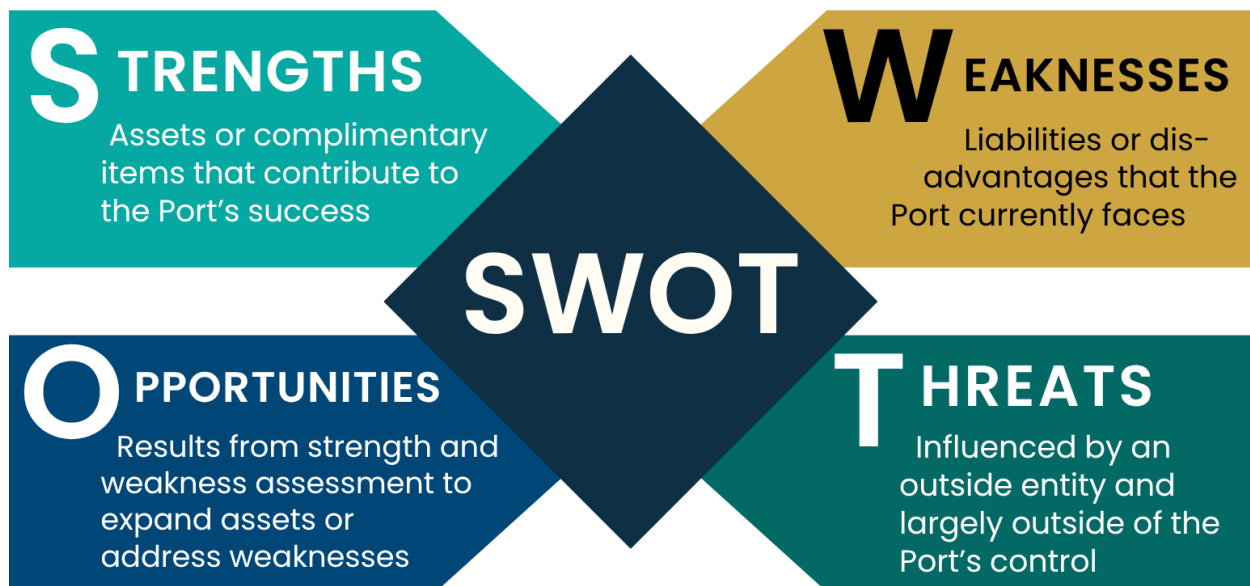 STRENGTHS
Assets or complimentary
items that contribute to
the Port's success
WEAKNESSES
Liabilities or dis-
advantages that the
Port currently faces
SWOT
OPPORTUNITIES
Results from strength and
weakness assessment to
expand assets or
address weaknesses
THREATS
Influenced by an
outside entity and
largely outside of the
Port's control